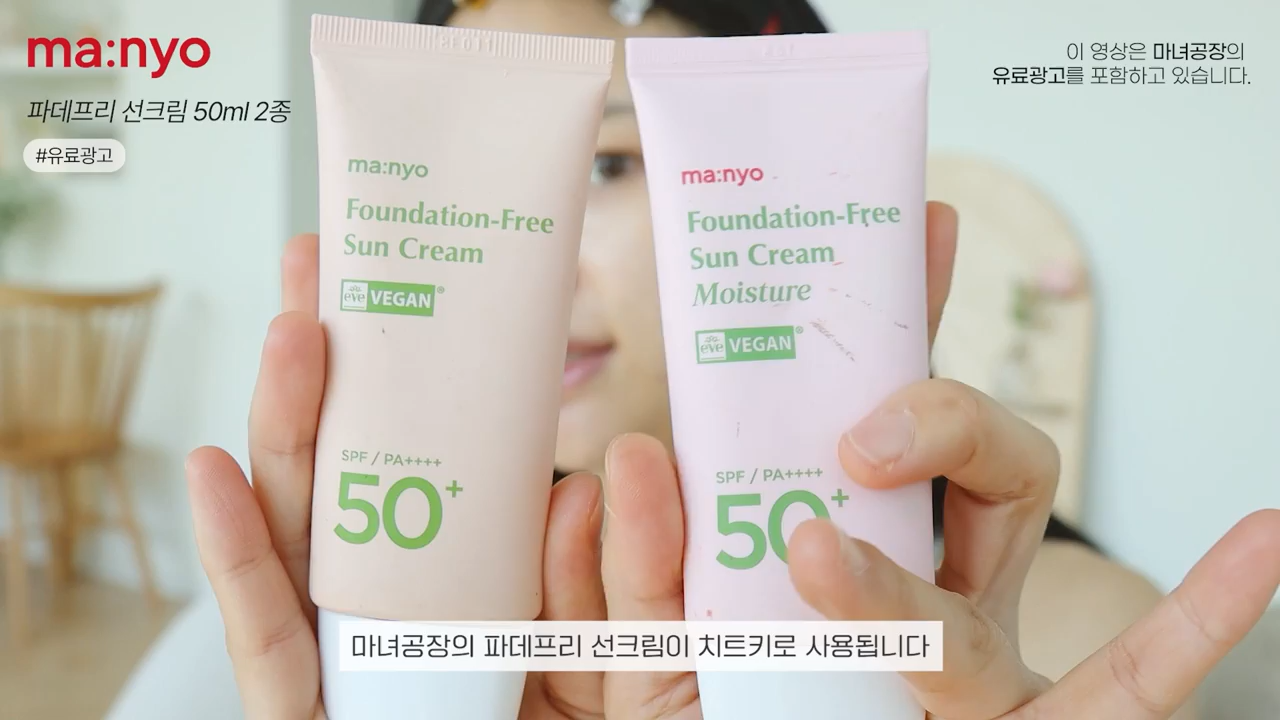 ma:nyo
파데프리 선크림 50ml 2종
#유료광고
이 영상은 마녀공장의
유료광고를 포함하고 있습니다.
ma:nyo
Foundation-Free
Sun Cream
eve VEGAN®
SPF / PA++++
50+
ma:nyo
Foundation-Free
Sun Cream
Moisture
eve VEGAN®
SPF / PA++++
50+
마녀공장의 파데프리 선크림이 치트키로 사용됩니다